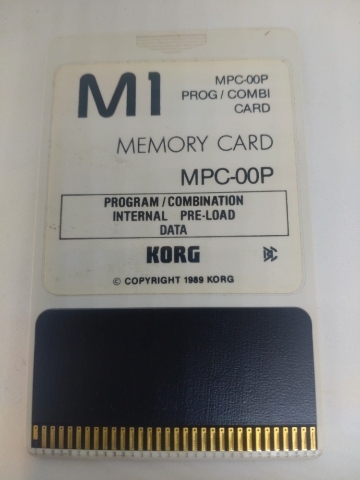 M1
MPC-00P
PROG/COMBI
CARD
MEMORY CARD
MPC-00P
PROGRAM/COMBINATION
INTERNAL PRE-LOAD
DATA
KORG
© COPYRIGHT 1989 KORG